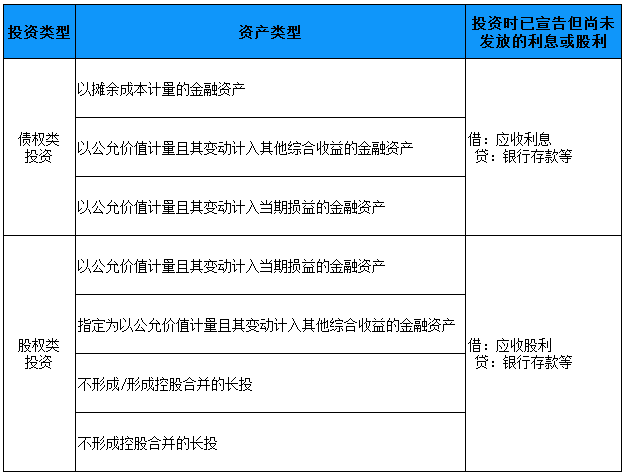 投资类型
资产类型
投资时已宣告但尚未
发放的利息或股利
债权类
投资
以摊余成本计量的金融资产
以公允价值计量且其变动计入其他综合收益的金融资产
以公允价值计量且其变动计入当期损益的金融资产
借：应收利息
贷：银行存款等
股权类
投资
以公允价值计量且其变动计入当期损益的金融资产
指定为以公允价值计量且其变动计入其他综合收益的金融资产
不形成/形成控股合并的长投
不形成控股合并的长投
借：应收股利
贷：银行存款等